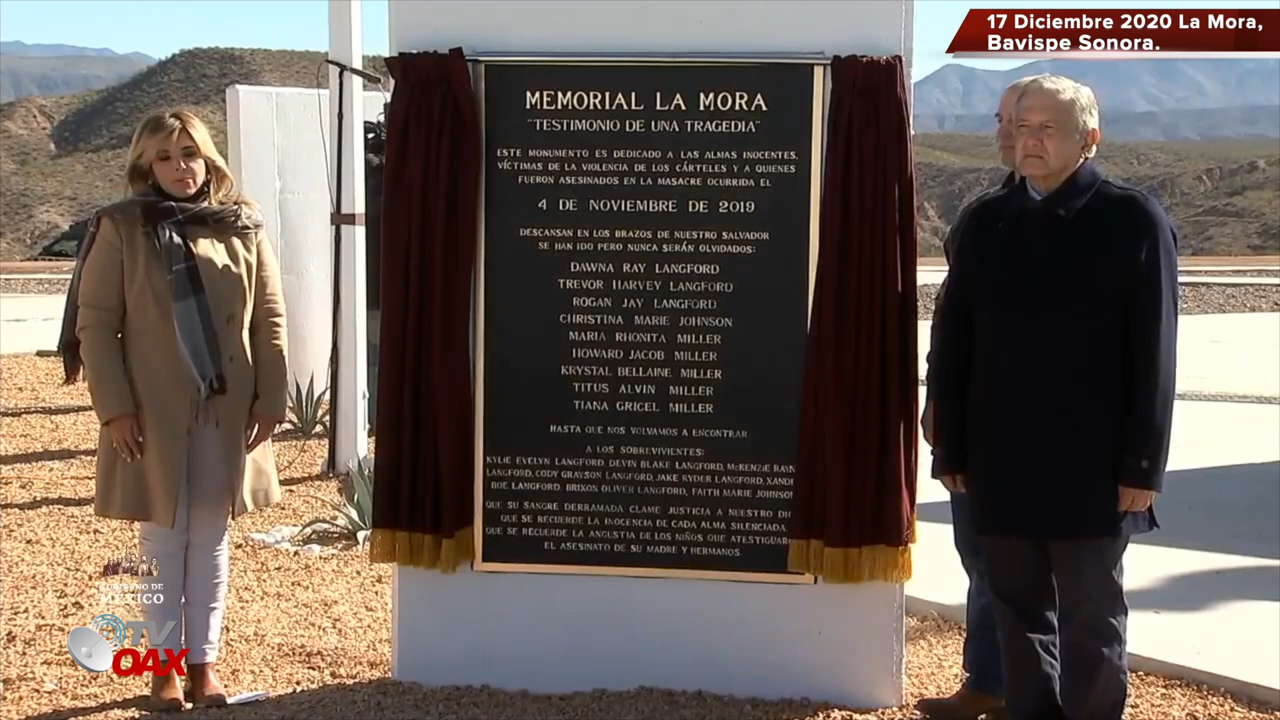 17 Diciembre 2020 La Mora,
Bavispe Sonora.
MEMORIAL LA MORA
"TESTIMONIO DE UNA TRAGEDIA"
ESTE MONUMENTO ES DEDICADO A LAS ALMAS INOCENTES,
VÍCTIMAS DE LA VIOLENCIA DE LOS CÁRTELES Y A QUIENES
FUERON ASESINADOS EN LA MASACRE OCURRIDA EL
4 DE NOVIEMBRE DE 2019
DESCANSAN EN LOS BRAZOS DE NUESTRO SALVADOR
SE HAN IDO PERO NUNCA SERÁN OLVIDADOS:
DAWNA RAY LANGFORD
TREVOR HARVEY LANGFORD
ROGAN JAY LANGFORD
CHRISTINA MARIE JOHNSON
MARIA RHONITA MILLER
HOWARD JACOB MILLER
KRYSTAL BELLAINE MILLER
TITUS ALVIN MILLER
TIANA GRICEL MILLER
HASTA QUE NOS VOLVAMOS A ENCONTRAR
A LOS SOBREVIVIENTES:
KYLIE EVELYN LANGFORD, DEVIN BLAKE LANGFORD, McKENZIE RAYN
LANGFORD, CODY GRAYSON LANGFORD, JAKE RYDER LANGFORD, XANDE
BOE LANGFORD, BRIXON OLIVER LANGFORD, FAITH MARIE JOHNSON
QUE SU SANGRE DERRAMADA CLAME JUSTICIA A NUESTRO DIO
QUE SE RECUERDE LA INOCENCIA DE CADA ALMA SILENCIADA
QUE SE RECUERDE LA ANGUSTIA DE LOS NIÑOS QUE ATESTIGUARO
EL ASESINATO DE SU MADRE Y HERMANOS.
GOBIERNO DE
MÉXICO
TV
OAX